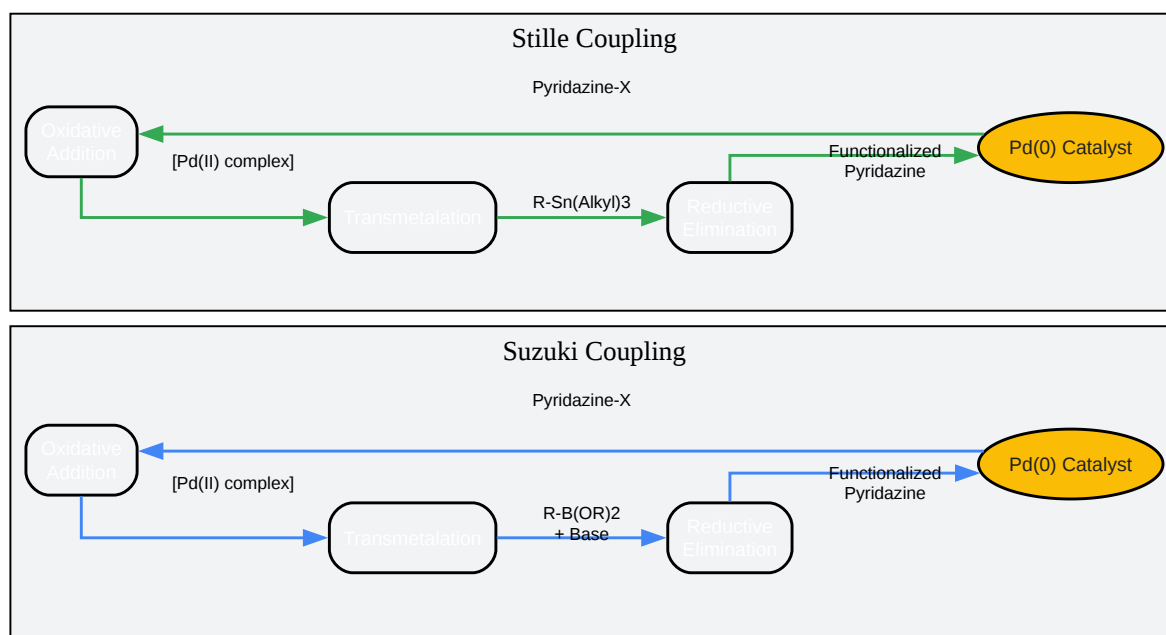 Stille Coupling
Pyridazine-X
Oxidative
Addition
[Pd(II) complex]
Transmetalation
R-Sn(Alkyl)3
Reductive
Elimination
Functionalized
Pyridazine
Pd(0) Catalyst
Suzuki Coupling
Pyridazine-X
Oxidative
Addition
[Pd(II) complex]
Transmetalation
R-B(OR)2
+ Base
Reductive
Elimination
Functionalized
Pyridazine
Pd(0) Catalyst